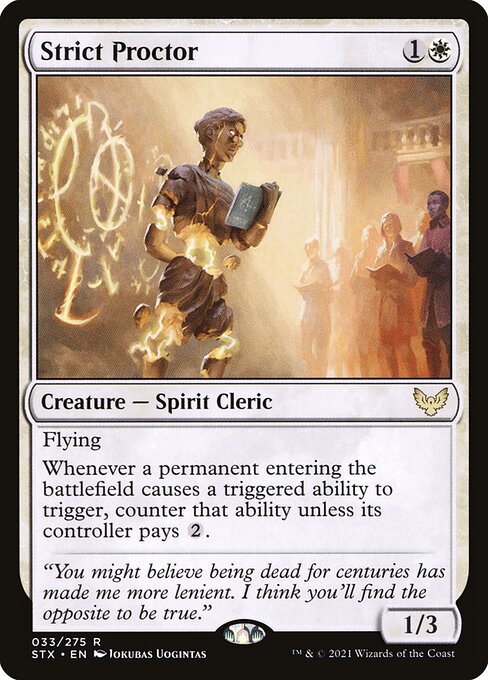 Strict Proctor 1
Creature — Spirit Cleric
Flying
Whenever a permanent entering the
battlefield causes a triggered ability to
trigger, counter that ability unless its
controller pays 2 .
“You might believe being dead for centuries has
made me more lenient. I think you’ll find the
opposite to be true.”
1/3
033/275 R
STX • EN Jokubas Uogintas ™ & © 2021 Wizards of the Coast